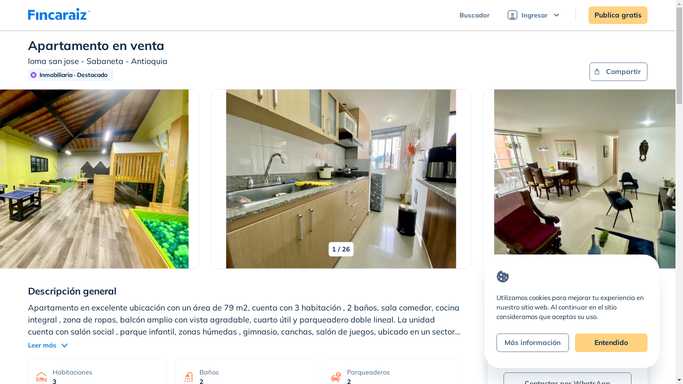 Fincaraiz
Buscador
Ingresar
Publica gratis
Apartamento en venta
loma san jose - Sabaneta - Antioquia
Inmobiliaria · Destacado
Compartir
1 / 26
Descripción general
Apartamento en excelente ubicación con un área de 79 m2, cuenta con 3 habitación , 2 baños, sala comedor, cocina
integral , zona de ropas, balcón amplio con vista agradable, cuarto útil y parqueadero doble lineal. La unidad
cuenta con salón social , parque infantil, zonas húmedas , gimnasio, canchas, salón de juegos, ubicado en un sector...
Leer más
Habitaciones
3
Baños
2
Parqueaderos
2
Utilizamos cookies para mejorar tu experiencia en
nuestro sitio web. Al continuar en el sitio
consideramos que aceptas su uso.
Más información
Entendido
Contactar por WhatsApp